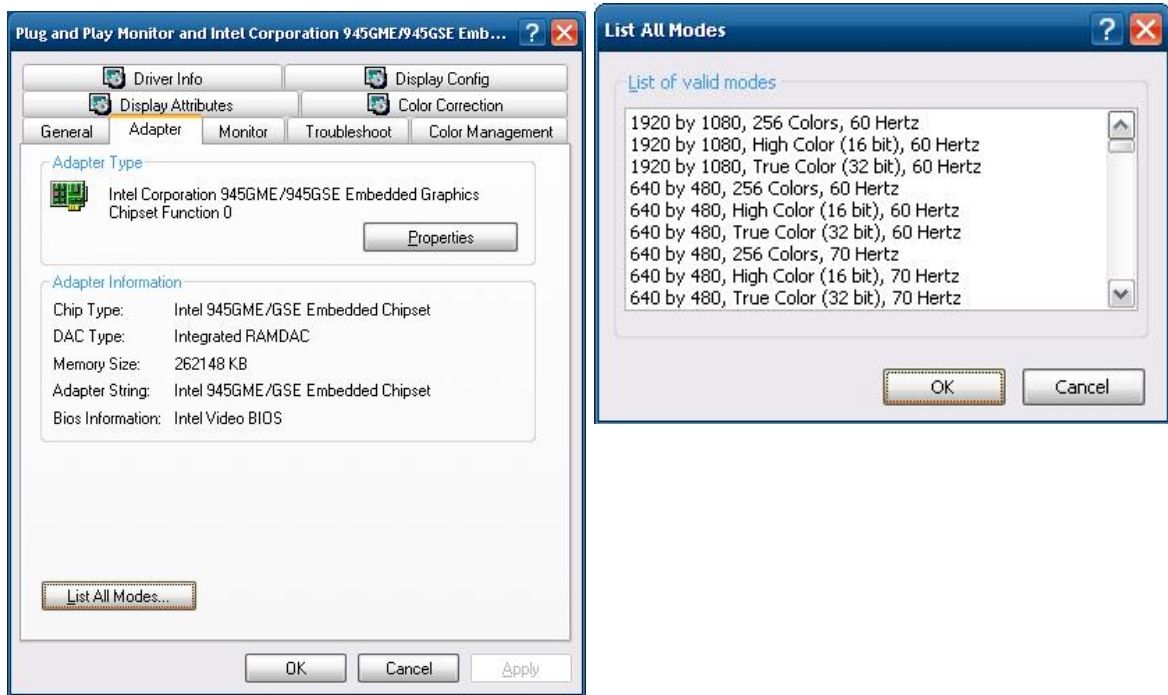 Plug and Play Monitor and Intel Corporation 945GME/945GSE Emb...
Driver Info
Display Config
Display Attributes
Color Correction
General
Adapter
Monitor
Troubleshoot
Color Management
Adapter Type
Intel Corporation 945GME/945GSE Embedded Graphics
Chipset Function 0
Properties
Adapter Information
Chip Type: Intel 945GME/GSE Embedded Chipset
DAC Type: Integrated RAMDAC
Memory Size: 262148 KB
Adapter String: Intel 945GME/GSE Embedded Chipset
Bios Information: Intel Video BIOS
List All Modes...
OK
Cancel
Apply
List All Modes
List of valid modes
1920 by 1080, 256 Colors, 60 Hertz
1920 by 1080, High Color (16 bit), 60 Hertz
1920 by 1080, True Color (32 bit), 60 Hertz
640 by 480, 256 Colors, 60 Hertz
640 by 480, High Color (16 bit), 60 Hertz
640 by 480, True Color (32 bit), 60 Hertz
640 by 480, 256 Colors, 70 Hertz
640 by 480, High Color (16 bit), 70 Hertz
640 by 480, True Color (32 bit), 70 Hertz
OK
Cancel